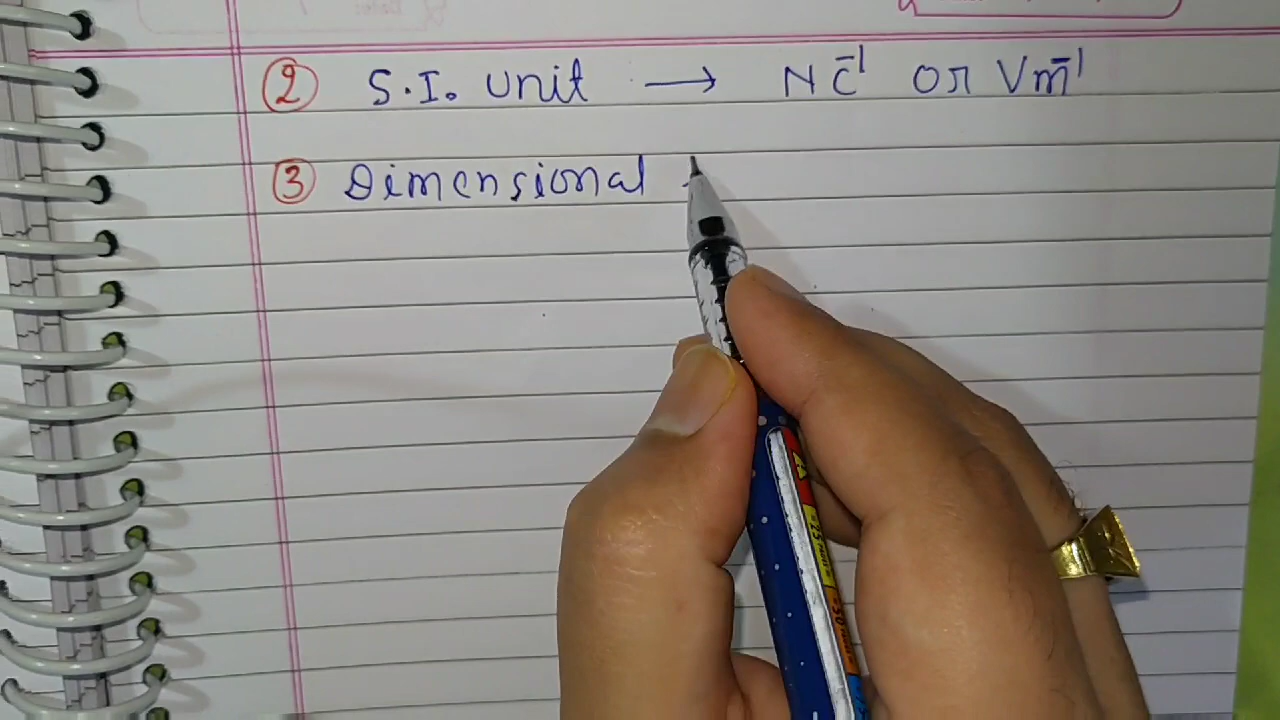 ② S.I. unit → NC̄¹ or Vm̄¹
③ Dimensional